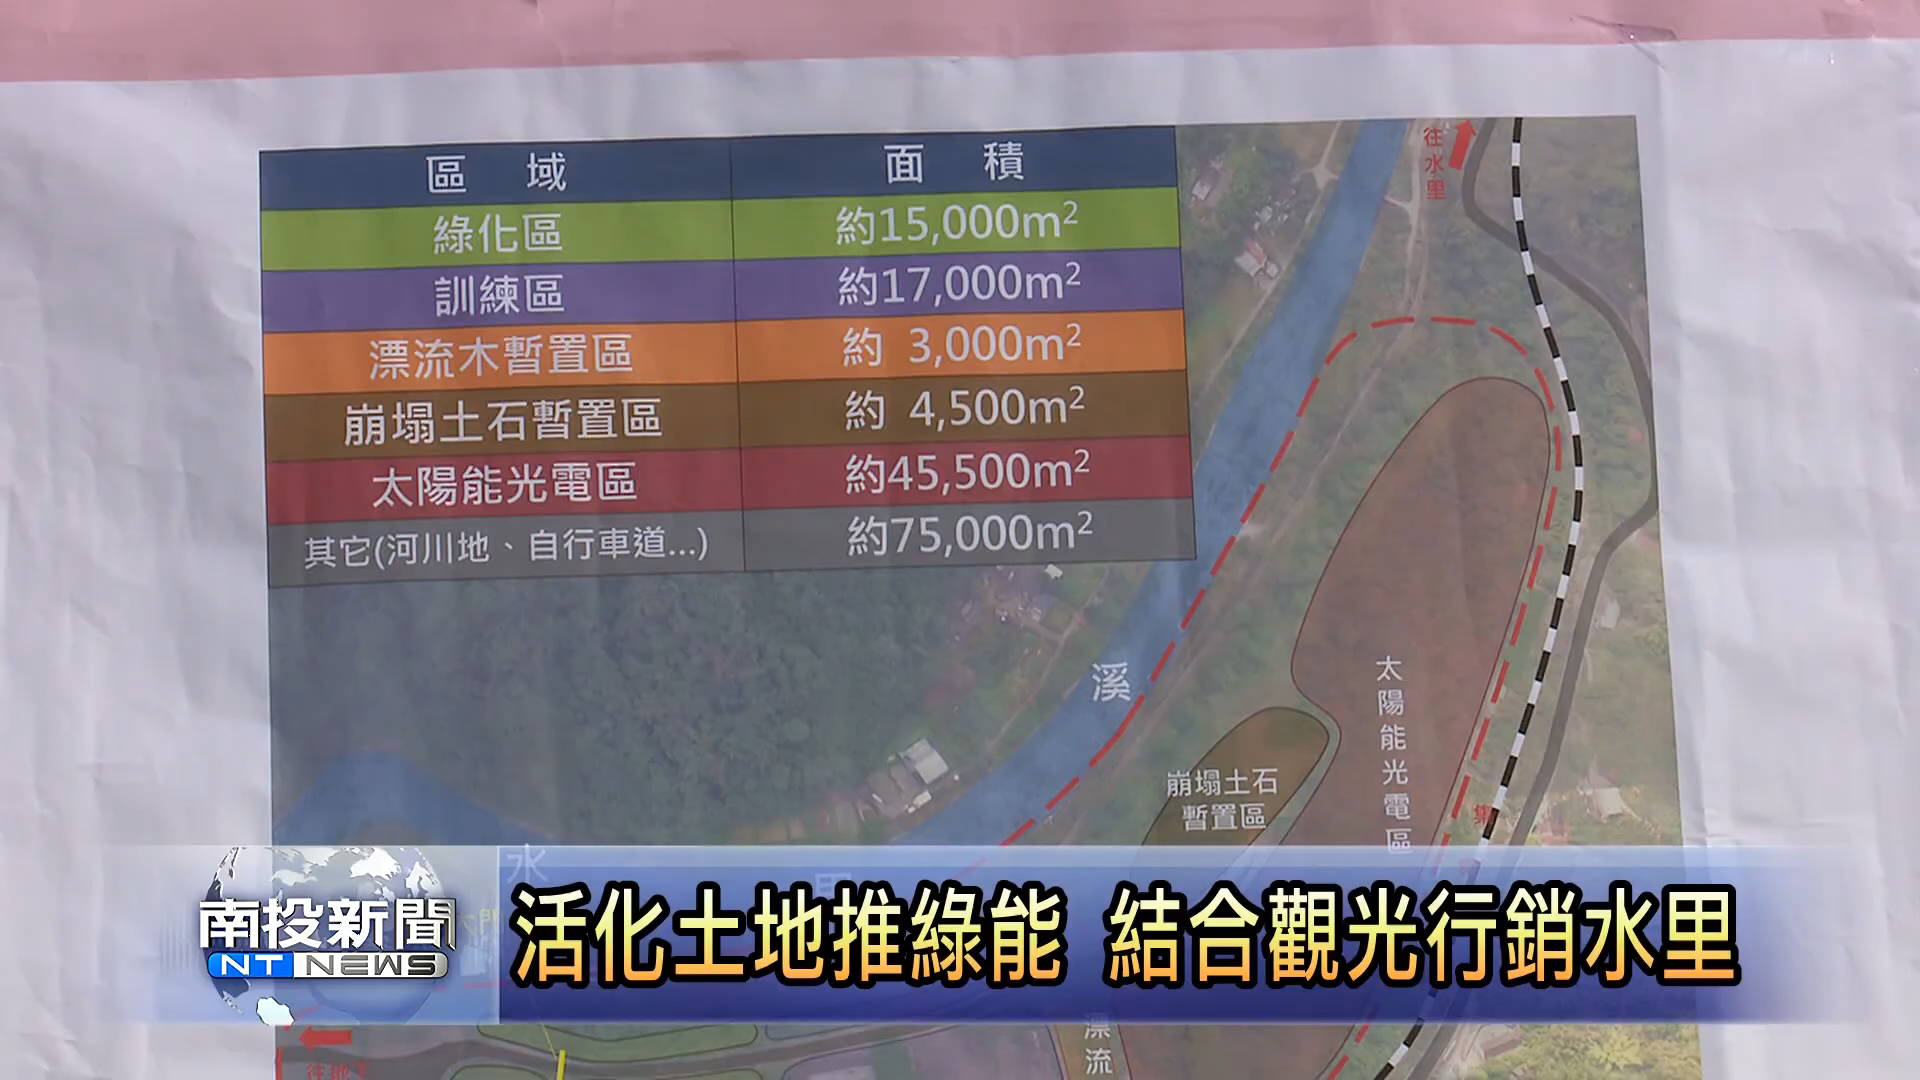 區 域 面 積
綠化區 約15,000m²
訓練區 約17,000m²
漂流木暫置區 約 3,000m²
崩塌土石暫置區 約 4,500m²
太陽能光電區 約45,500m²
其它(河川地、自行車道...) 約75,000m²
往水里
溪
太陽能光電區
崩塌土石
暫置區
集
水
南投新聞
NT NEWS
活化土地推綠能 結合觀光行銷水里
漂流